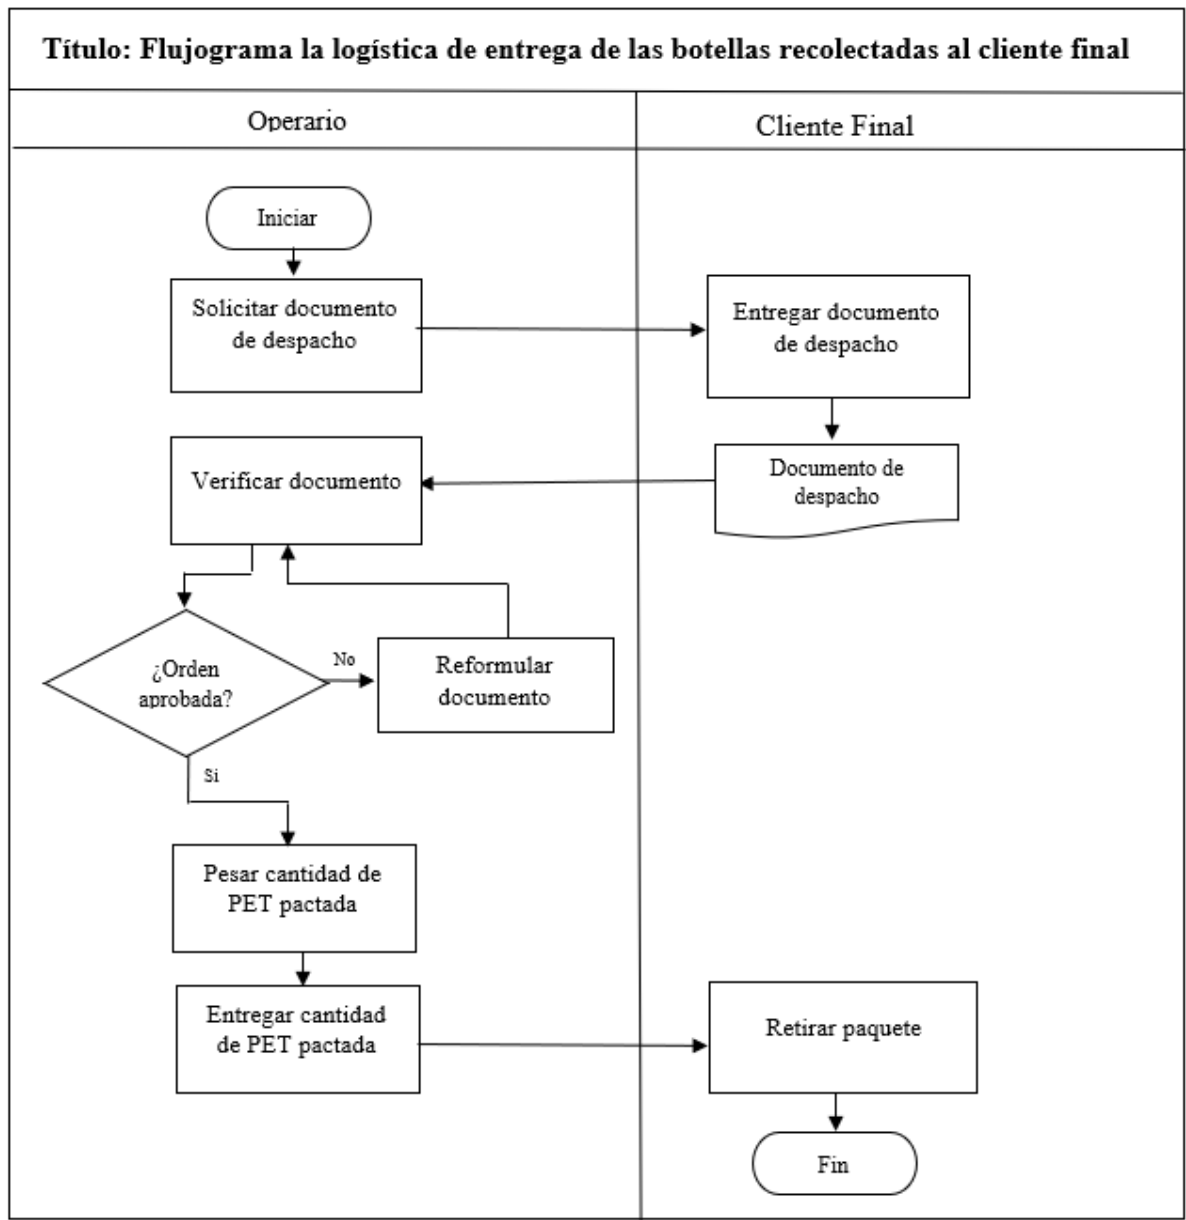 Título: Flujograma la logística de entrega de las botellas recolectadas al cliente final
Operario
Cliente Final
Iniciar
Solicitar documento
de despacho
Entregar documento
de despacho
Verificar documento
Documento de
despacho
¿Orden
aprobada?
No
Reformular
documento
Si
Pesar cantidad de
PET pactada
Entregar cantidad
de PET pactada
Retirar paquete
Fin